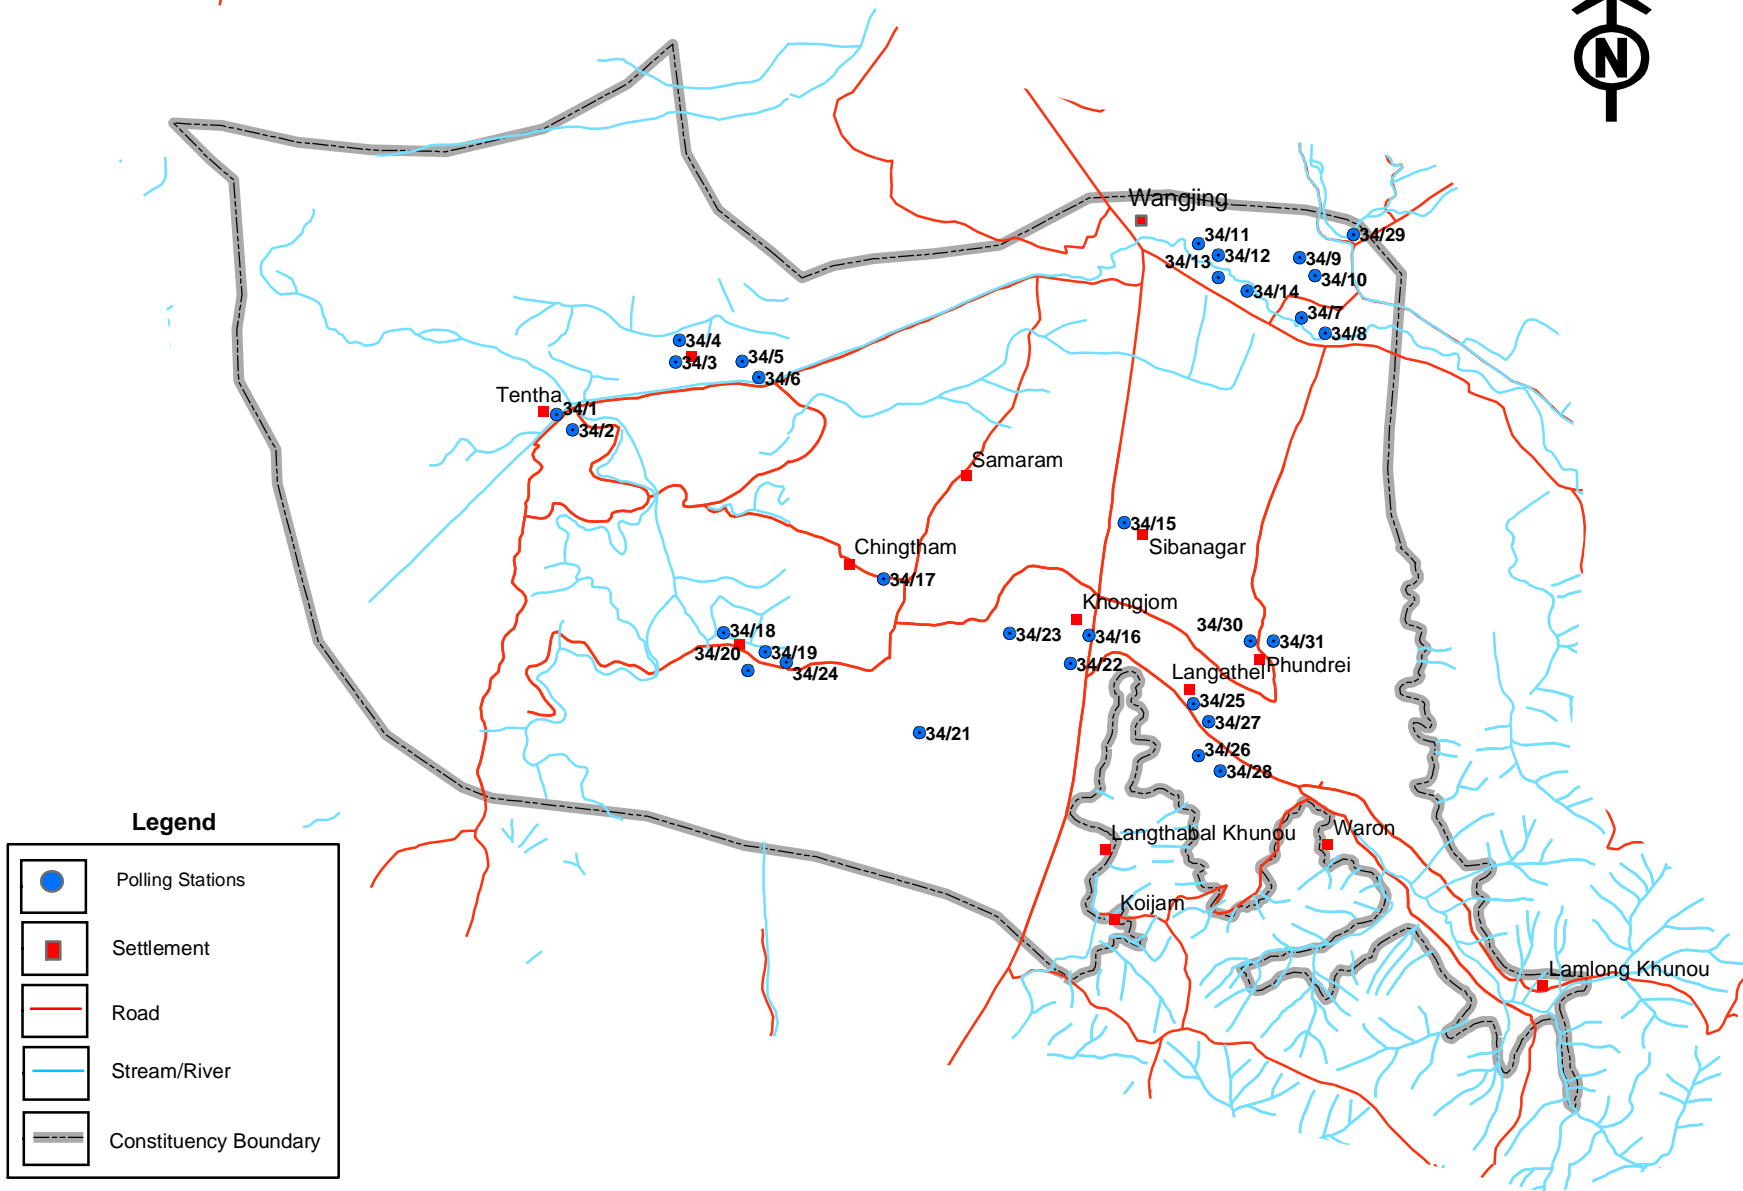 N
Wangjing
34/11
34/29
34/12
34/13
34/9
34/10
34/14
34/7
34/8
34/4
34/3
34/5
34/6
Tentha
34/1
34/2
Samaram
34/15
Sibanagar
Chingtham
34/17
Khongjom
34/18
34/23
34/16
34/30
34/31
34/20
34/19
34/22
34/24
Langathel
Phundrei
34/25
34/27
34/21
34/26
34/28
Langthabal Khunou
Waron
Koijam
Lamlong Khunou
Legend
Polling Stations
Settlement
Road
Stream/River
Constituency Boundary